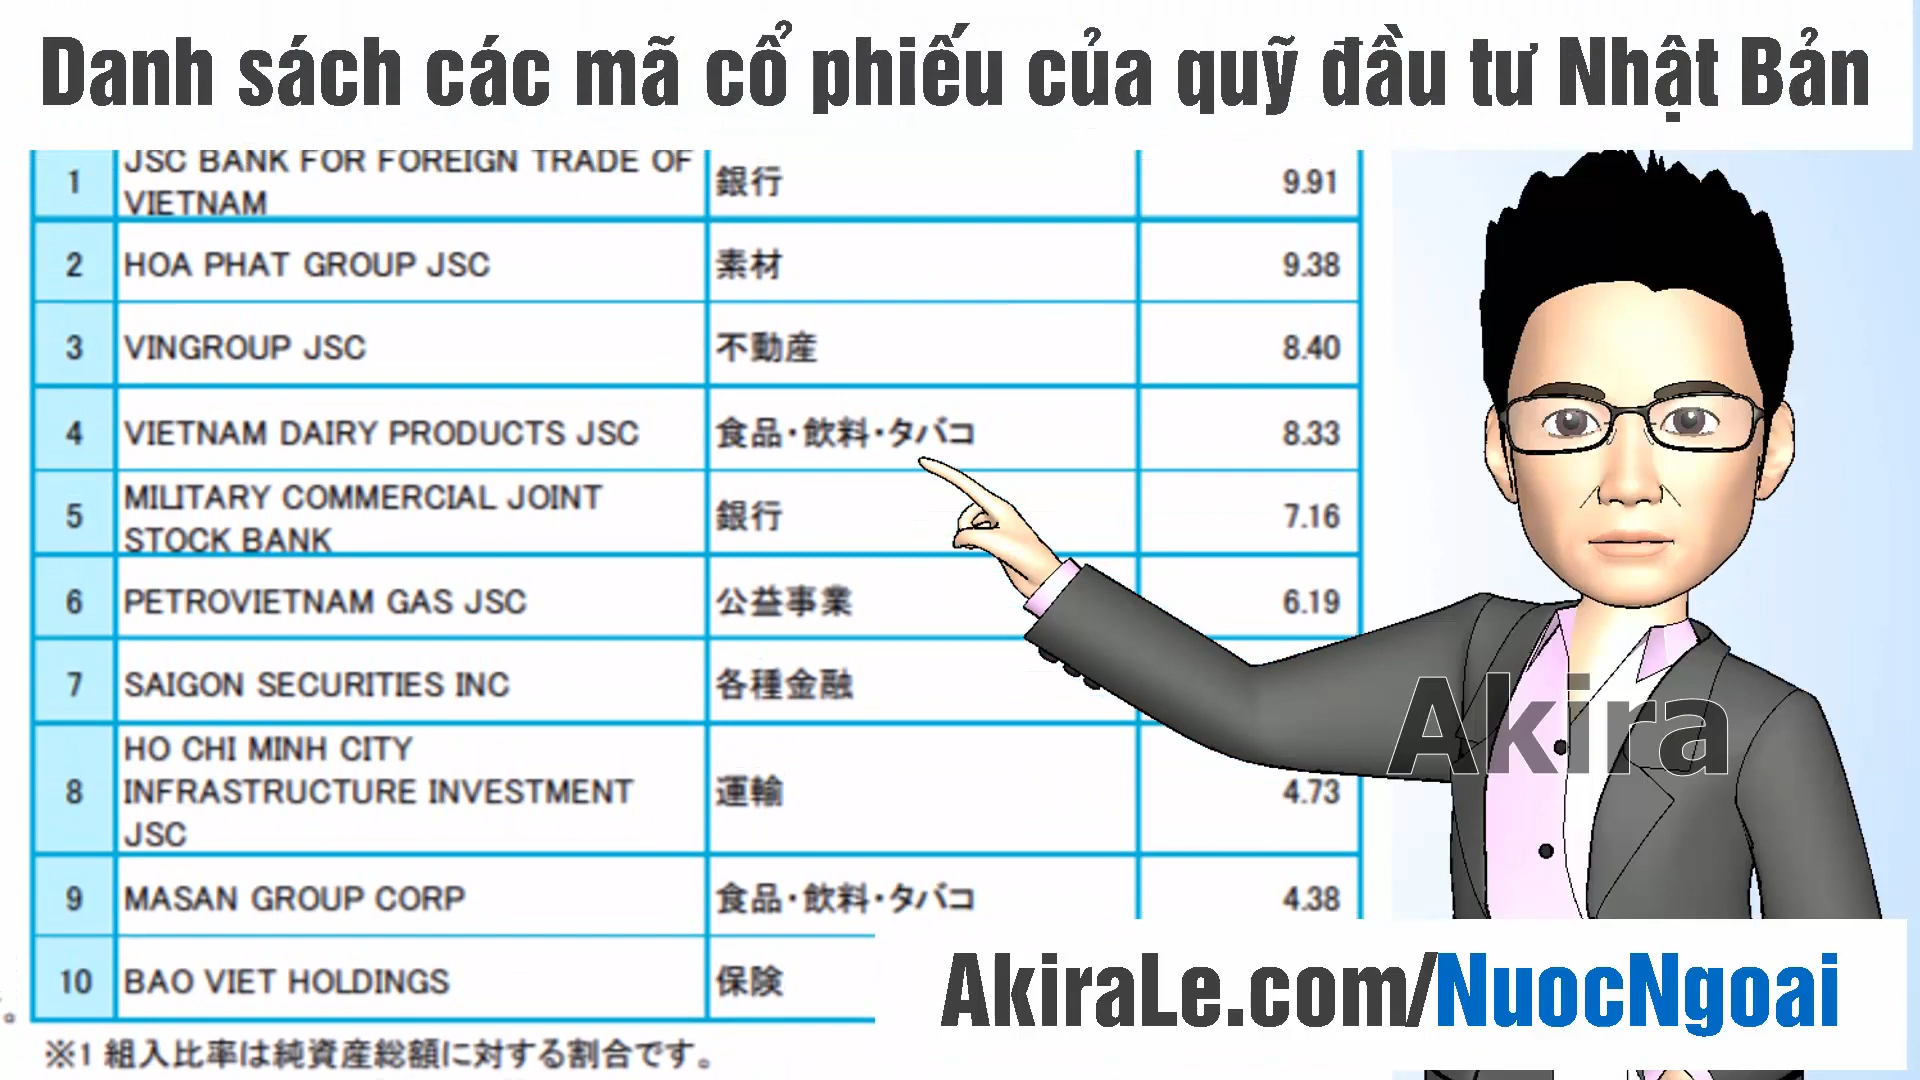 Danh sách các mã cổ phiếu của quỹ đầu tư Nhật Bản
1 JSC BANK FOR FOREIGN TRADE OF VIETNAM 銀行 9.91
2 HOA PHAT GROUP JSC 素材 9.38
3 VINGROUP JSC 不動産 8.40
4 VIETNAM DAIRY PRODUCTS JSC 食品・飲料・タバコ 8.33
5 MILITARY COMMERCIAL JOINT STOCK BANK 銀行 7.16
6 PETROVIETNAM GAS JSC 公益事業 6.19
7 SAIGON SECURITIES INC 各種金融
8 HO CHI MINH CITY INFRASTRUCTURE INVESTMENT JSC 運輸 4.73
9 MASAN GROUP CORP 食品・飲料・タバコ 4.38
10 BAO VIET HOLDINGS 保険
※1 組入比率は純資産総額に対する割合です。
Akira
AkiraLe.com/NuocNgoai